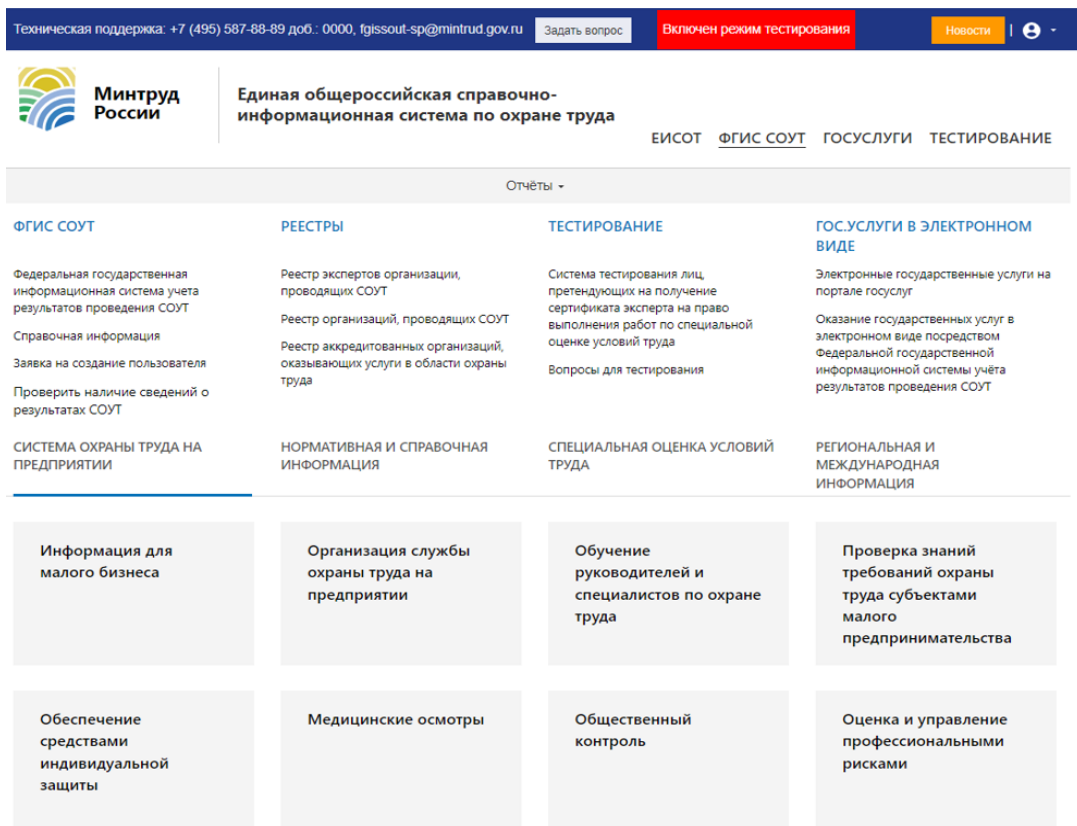 Техническая поддержка: +7 (495) 587-88-89 доб.: 0000, fgissout-sp@mintrud.gov.ru
Задать вопрос
Включен режим тестирования
Новости
Минтруд
России
Единая общероссийская справочно-
информационная система по охране труда
ЕИСОТ ФГИС СОУТ ГОСУСЛУГИ ТЕСТИРОВАНИЕ
Отчёты
ФГИС СОУТ
Федеральная государственная
информационная система учета
результатов проведения СОУТ
Справочная информация
Заявка на создание пользователя
Проверить наличие сведений о
результатах СОУТ
РЕЕСТРЫ
Реестр экспертов организации,
проводящих СОУТ
Реестр организаций, проводящих СОУТ
Реестр аккредитованных организаций,
оказывающих услуги в области охраны
труда
ТЕСТИРОВАНИЕ
Система тестирования лиц,
претендующих на получение
сертификата эксперта на право
выполнения работ по специальной
оценке условий труда
Вопросы для тестирования
ГОС.УСЛУГИ В ЭЛЕКТРОННОМ
ВИДЕ
Электронные государственные услуги на
портале госуслуг
Оказание государственных услуг в
электронном виде посредством
Федеральной государственной
информационной системы учёта
результатов проведения СОУТ
СИСТЕМА ОХРАНЫ ТРУДА НА
ПРЕДПРИЯТИИ
НОРМАТИВНАЯ И СПРАВОЧНАЯ
ИНФОРМАЦИЯ
СПЕЦИАЛЬНАЯ ОЦЕНКА УСЛОВИЙ
ТРУДА
РЕГИОНАЛЬНАЯ И
МЕЖДУНАРОДНАЯ
ИНФОРМАЦИЯ
Информация для
малого бизнеса
Организация службы
охраны труда на
предприятии
Обучение
руководителей и
специалистов по охране
труда
Проверка знаний
требований охраны
труда субъектами
малого
предпринимательства
Обеспечение
средствами
индивидуальной
защиты
Медицинские осмотры
Общественный
контроль
Оценка и управление
профессиональными
рисками